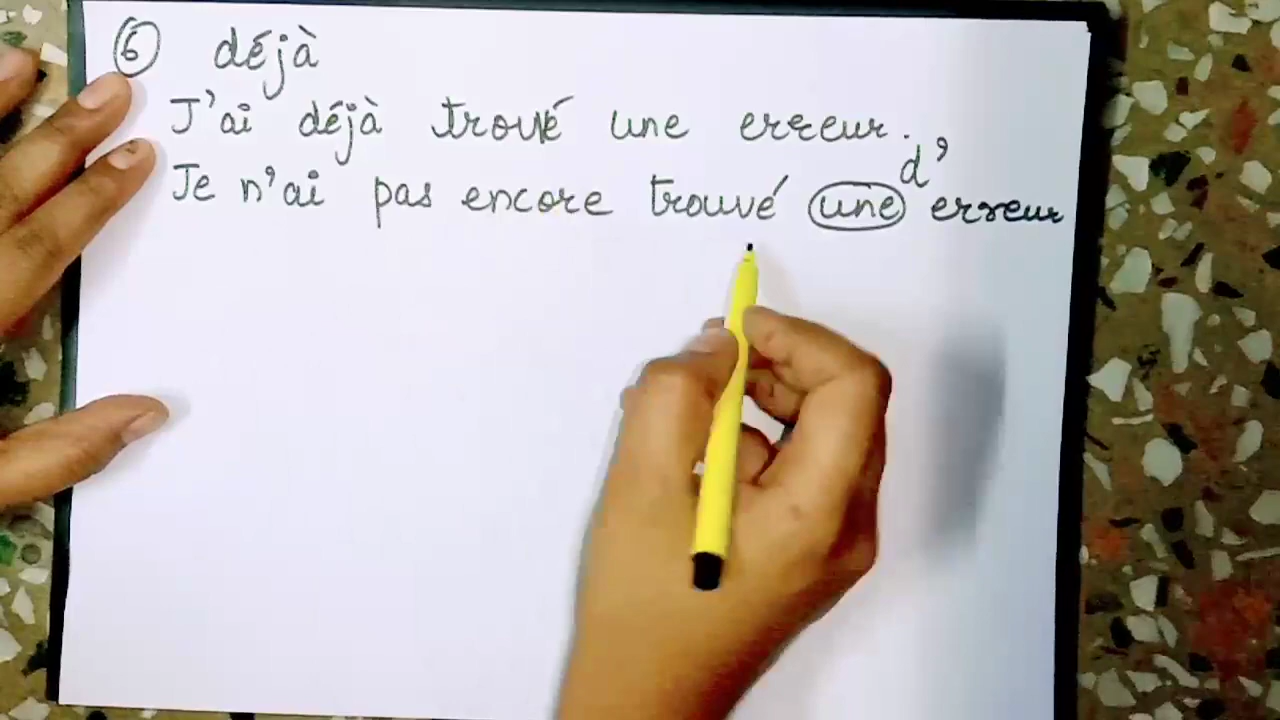 6 déjà
J'ai déjà trouvé une erreur.
d'
Je n'ai pas encore trouvé une erreur